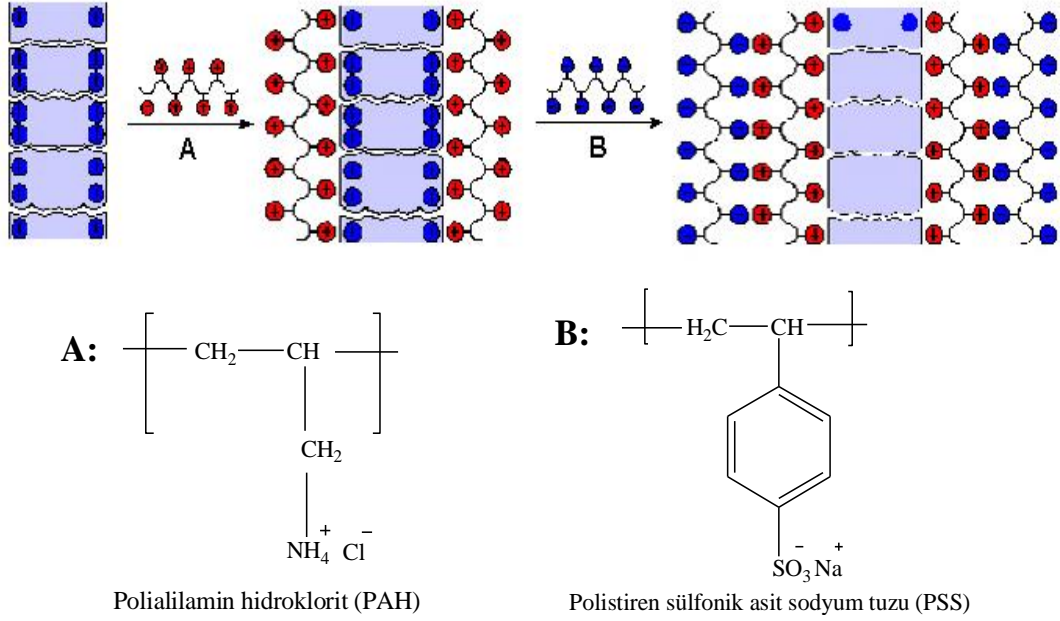 A
B
A:
CH₂
CH
CH₂
NH₄⁺ Cl⁻
Polialilamin hidroklorit (PAH)
B:
H₂C
CH
SO₃⁻Na⁺
Polistiren sülfonik asit sodyum tuzu (PSS)